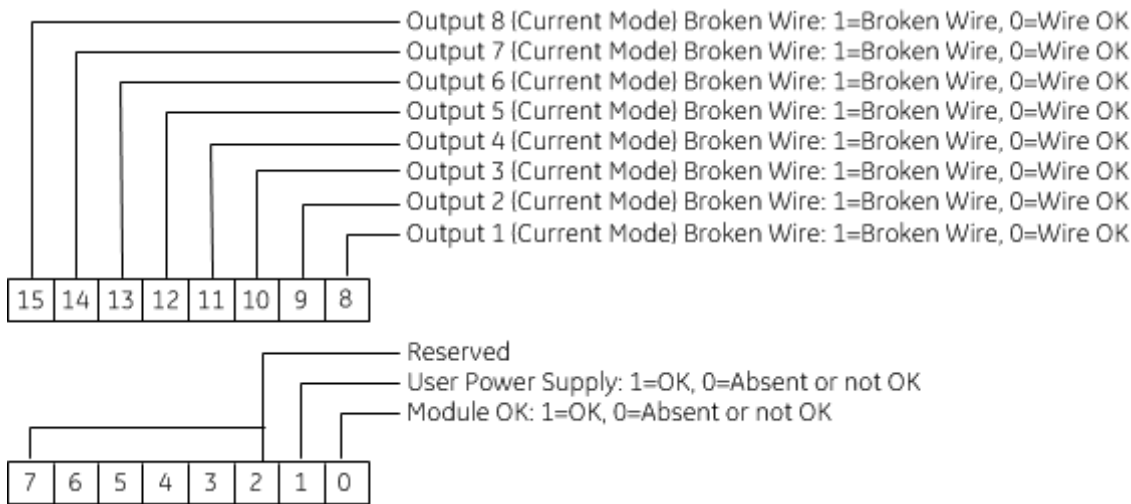 Output 8 (Current Mode) Broken Wire: 1=Broken Wire, 0=Wire OK
Output 7 (Current Mode) Broken Wire: 1=Broken Wire, 0=Wire OK
Output 6 (Current Mode) Broken Wire: 1=Broken Wire, 0=Wire OK
Output 5 (Current Mode) Broken Wire: 1=Broken Wire, 0=Wire OK
Output 4 (Current Mode) Broken Wire: 1=Broken Wire, 0=Wire OK
Output 3 (Current Mode) Broken Wire: 1=Broken Wire, 0=Wire OK
Output 2 (Current Mode) Broken Wire: 1=Broken Wire, 0=Wire OK
Output 1 (Current Mode) Broken Wire: 1=Broken Wire, 0=Wire OK
15 14 13 12 11 10 9 8
Reserved
User Power Supply: 1=OK, 0=Absent or not OK
Module OK: 1=OK, 0=Absent or not OK
7 6 5 4 3 2 1 0